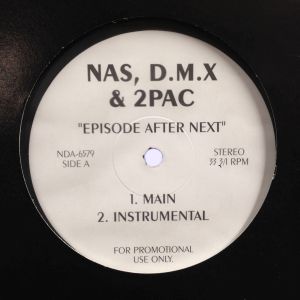 NAS, D.M.X
& 2PAC
"EPISODE AFTER NEXT"
NDA-6579
SIDE A
STEREO
33 3/1 RPM
1. MAIN
2. INSTRUMENTAL
FOR PROMOTIONAL
USE ONLY.